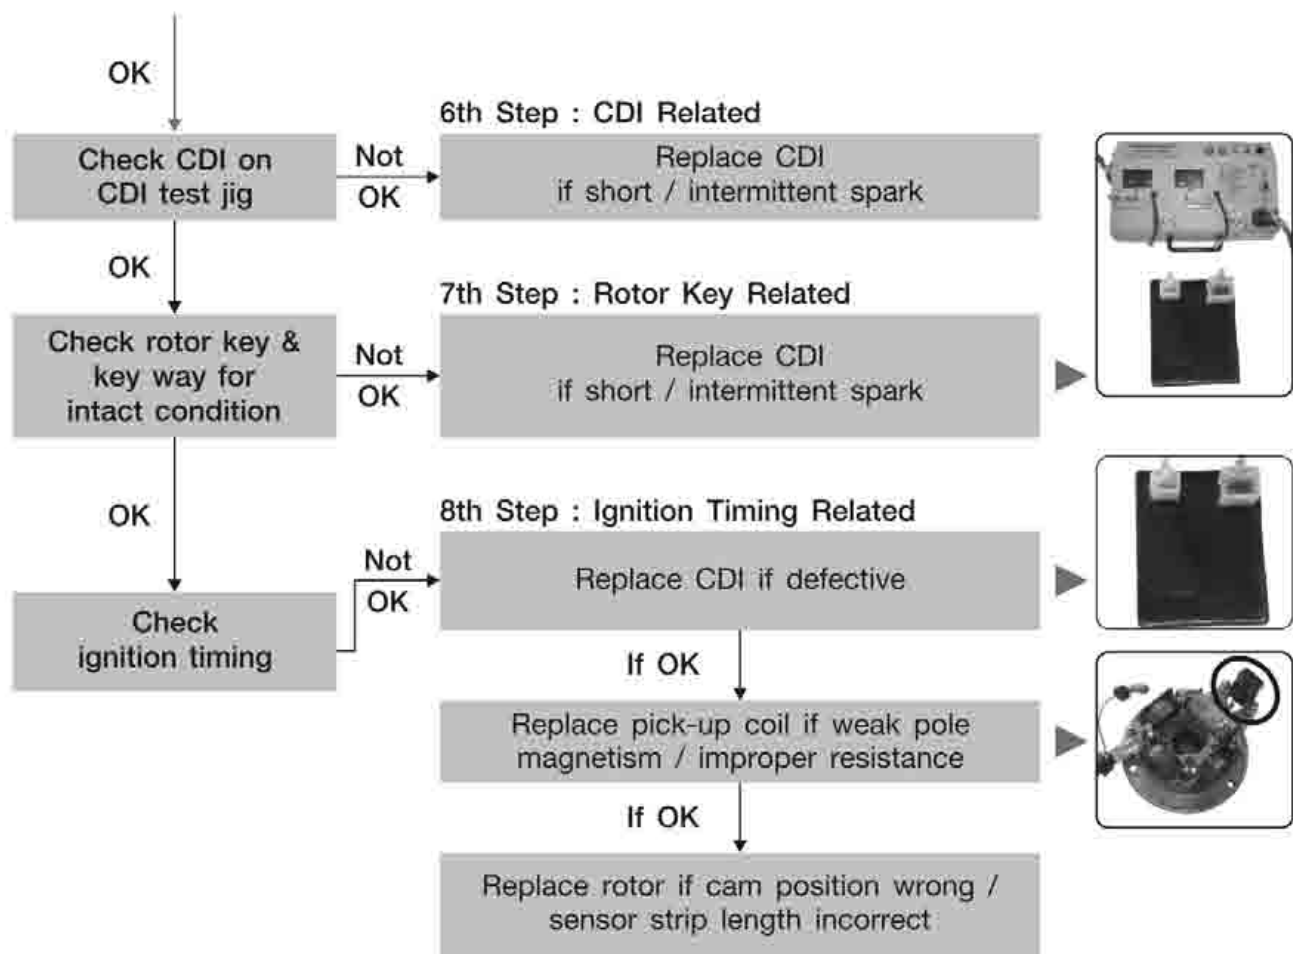 OK
6th Step : CDI Related
Check CDI on
CDI test jig
Not
OK
Replace CDI
if short / intermittent spark
OK
7th Step : Rotor Key Related
Check rotor key &
key way for
intact condition
Not
OK
Replace CDI
if short / intermittent spark
OK
8th Step : Ignition Timing Related
Check
ignition timing
Not
OK
Replace CDI if defective
If OK
Replace pick-up coil if weak pole
magnetism / improper resistance
If OK
Replace rotor if cam position wrong /
sensor strip length incorrect